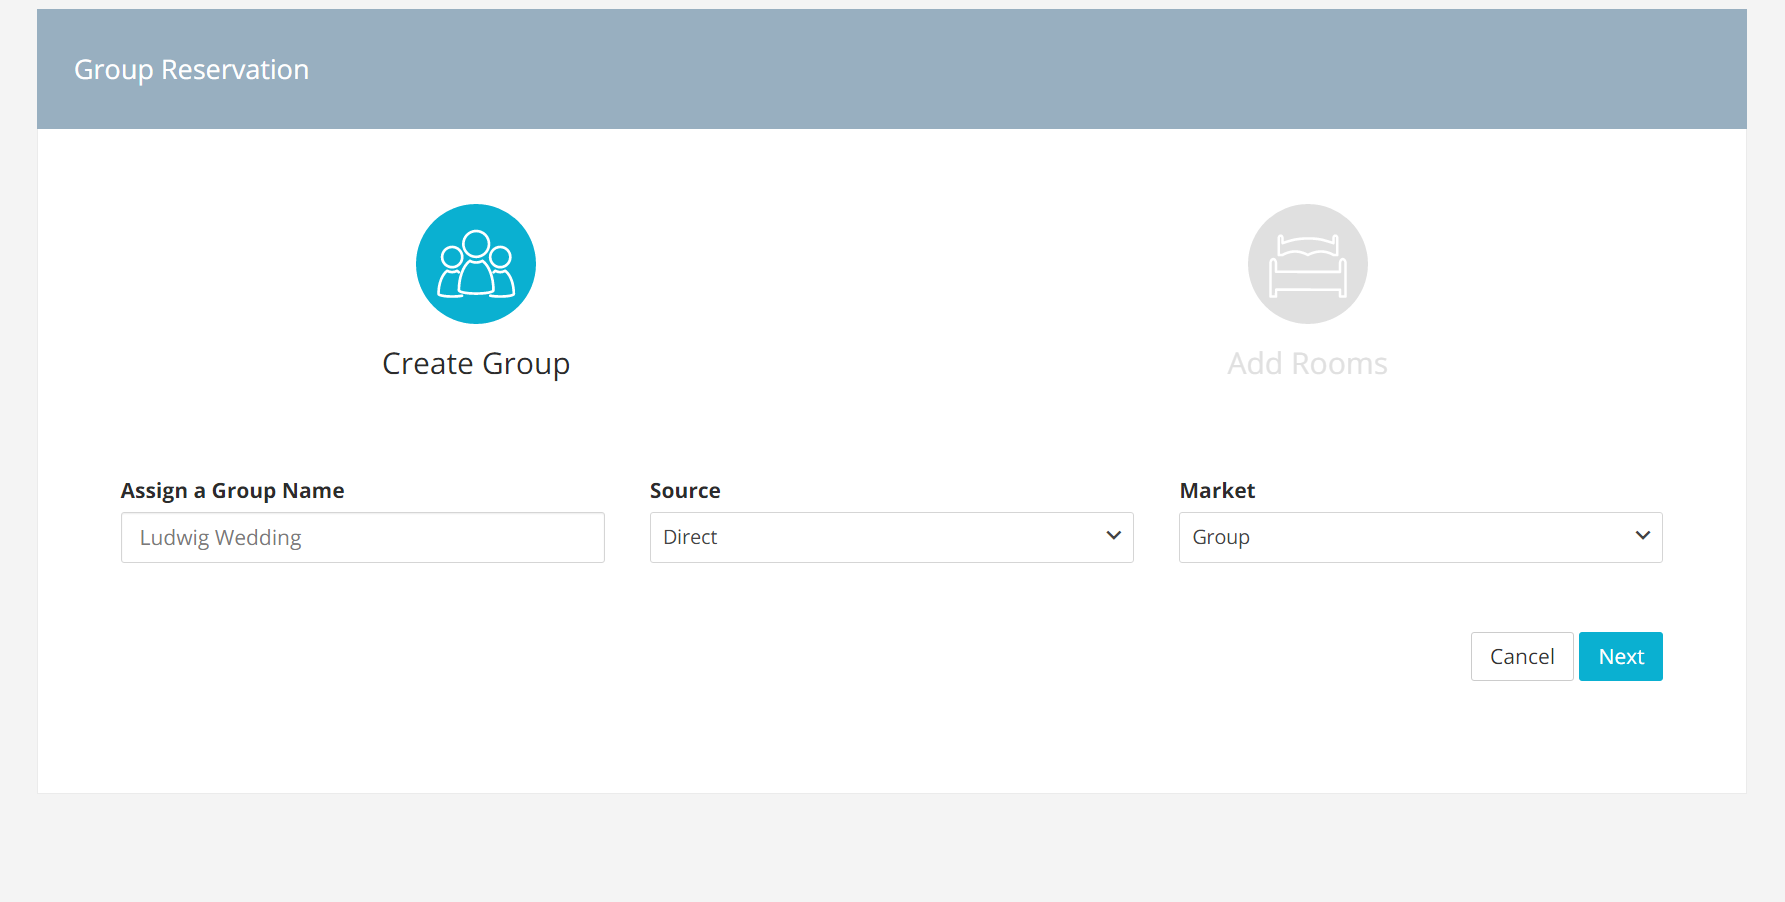 Group Reservation
Create Group
Add Rooms
Assign a Group Name
Source
Market
Ludwig Wedding
Direct
Group
Cancel
Next